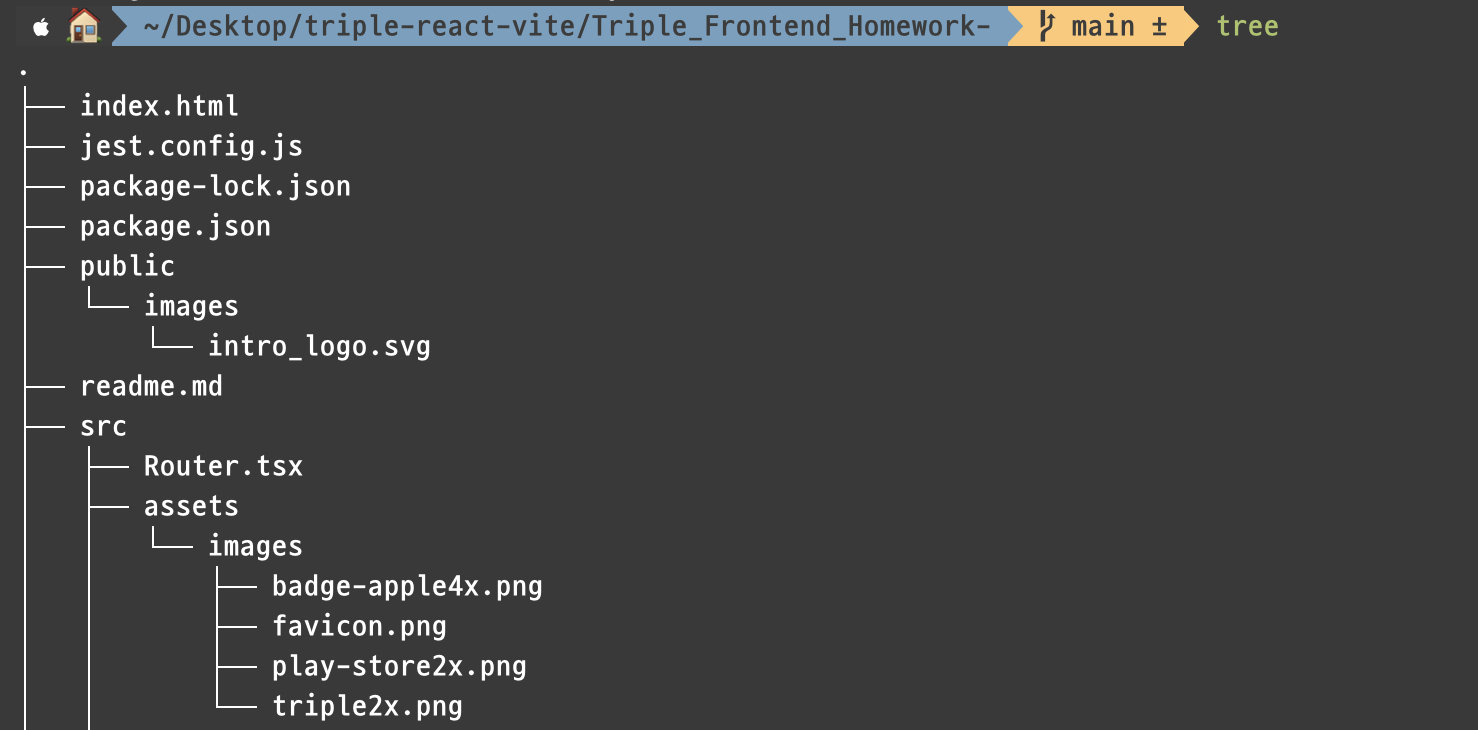 ~/Desktop/triple-react-vite/Triple_Frontend_Homework- main ± tree
.
├── index.html
├── jest.config.js
├── package-lock.json
├── package.json
├── public
│   └── images
│       └── intro_logo.svg
├── readme.md
├── src
│   ├── Router.tsx
│   ├── assets
│   │   └── images
│   │       ├── badge-apple4x.png
│   │       ├── favicon.png
│   │       ├── play-store2x.png
│   │       └── triple2x.png